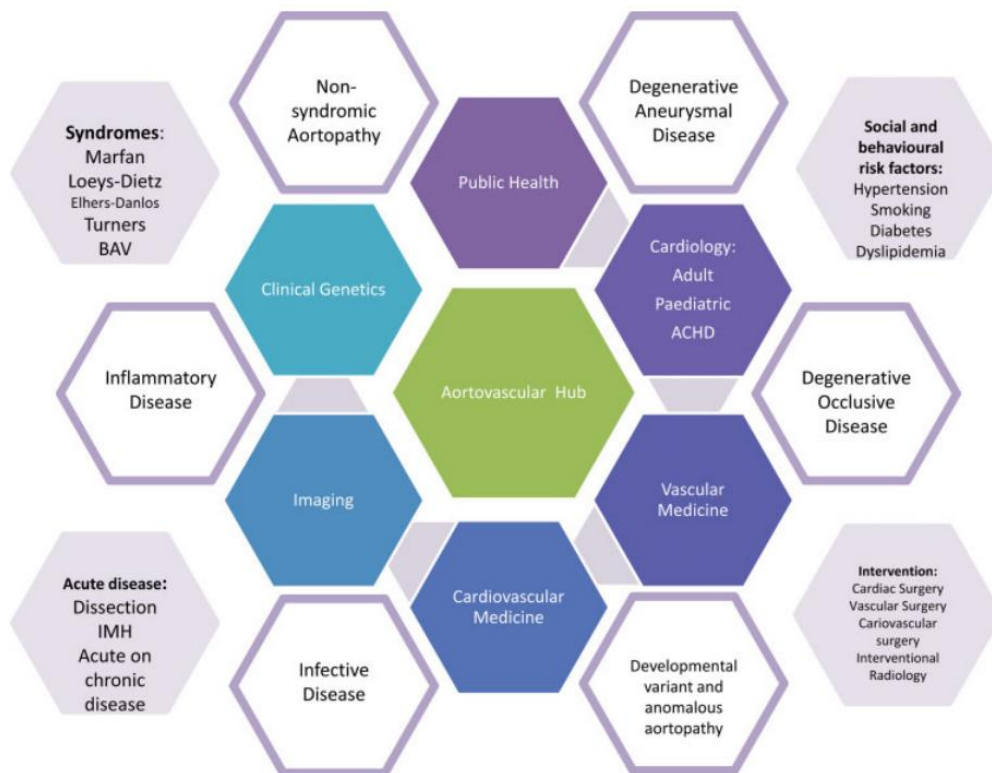 Non-
syndromic
Aortopathy
Degenerative
Aneurysmal
Disease
Syndromes:
Marfan
Loeys-Dietz
Elhers-Danlos
Turners
BAV
Public Health
Social and
behavioural
risk factors:
Hypertension
Smoking
Diabetes
Dyslipidemia
Clinical Genetics
Cardiology:
Adult
Paediatric
ACHD
Inflammatory
Disease
Aortovascular Hub
Degenerative
Occlusive
Disease
Imaging
Vascular
Medicine
Acute disease:
Dissection
IMH
Acute on
chronic
disease
Cardiovascular
Medicine
Intervention:
Cardiac Surgery
Vascular Surgery
Cariovascular
surgery
Interventional
Radiology
Infective
Disease
Developmental
variant and
anomalous
aortopathy